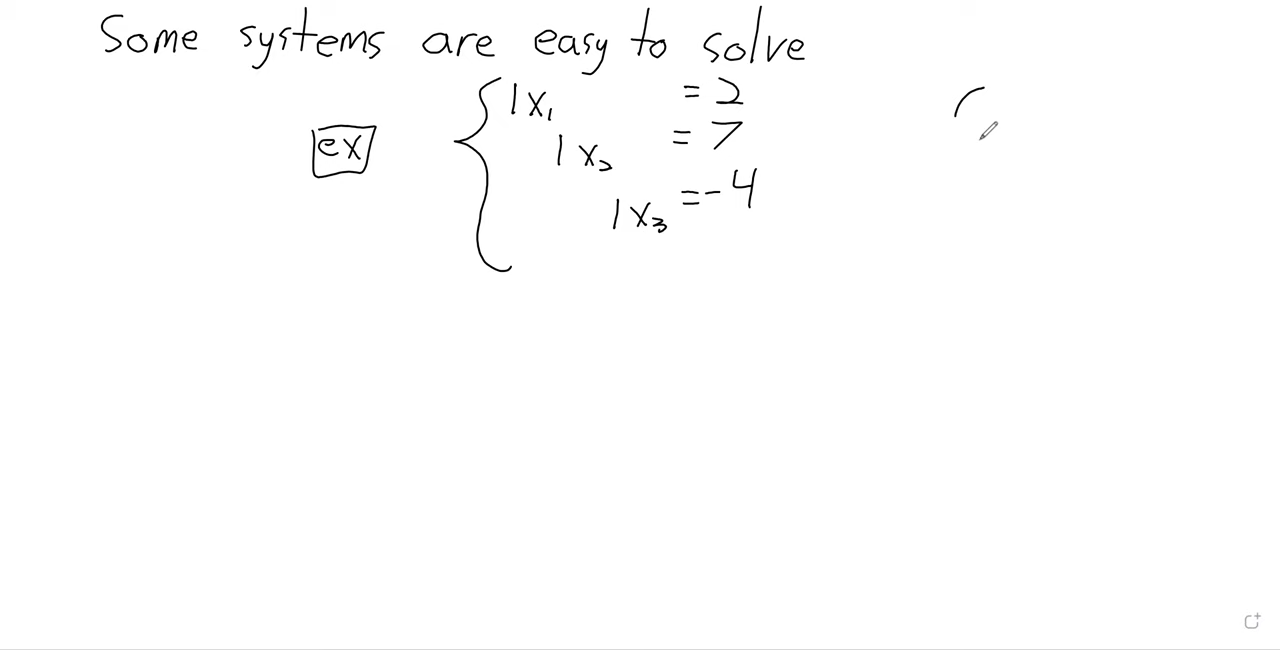 Some systems are easy to solve
ex
1x₁ = 2
1x₂ = 7
1x₃ = -4